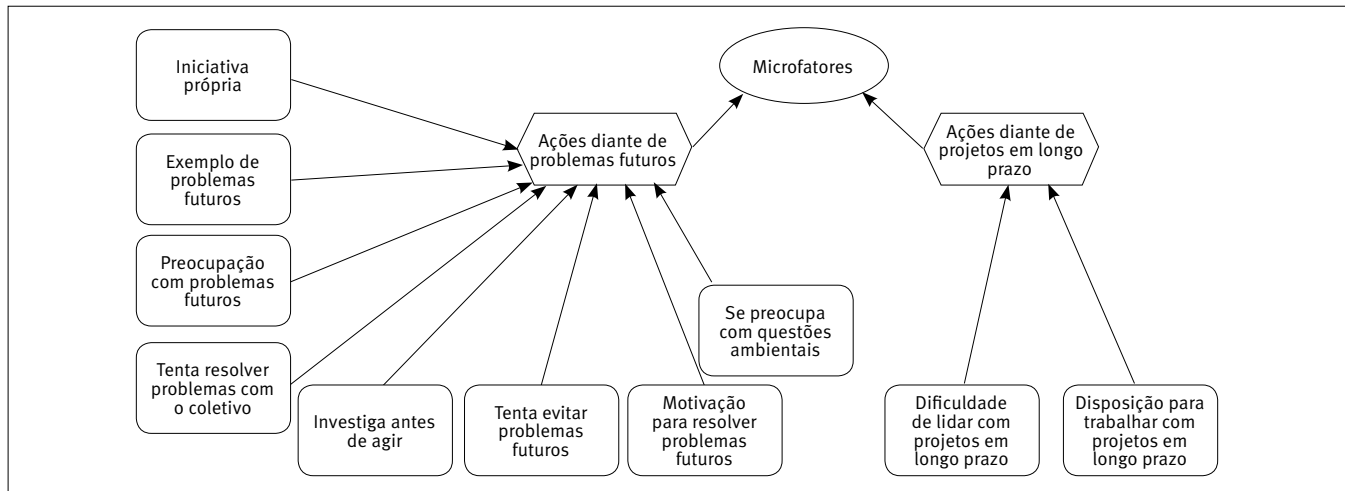 Iniciativa
própria
Microfatores
Ações diante de
problemas futuros
Ações diante de
projetos em longo
prazo
Exemplo de
problemas
futuros
Preocupação
com problemas
futuros
Se preocupa
com questões
ambientais
Tenta resolver
problemas com
o coletivo
Investiga antes
de agir
Tenta evitar
problemas
futuros
Motivação
para resolver
problemas
futuros
Dificuldade
de lidar com
projetos em
longo prazo
Disposição para
trabalhar com
projetos em
longo prazo